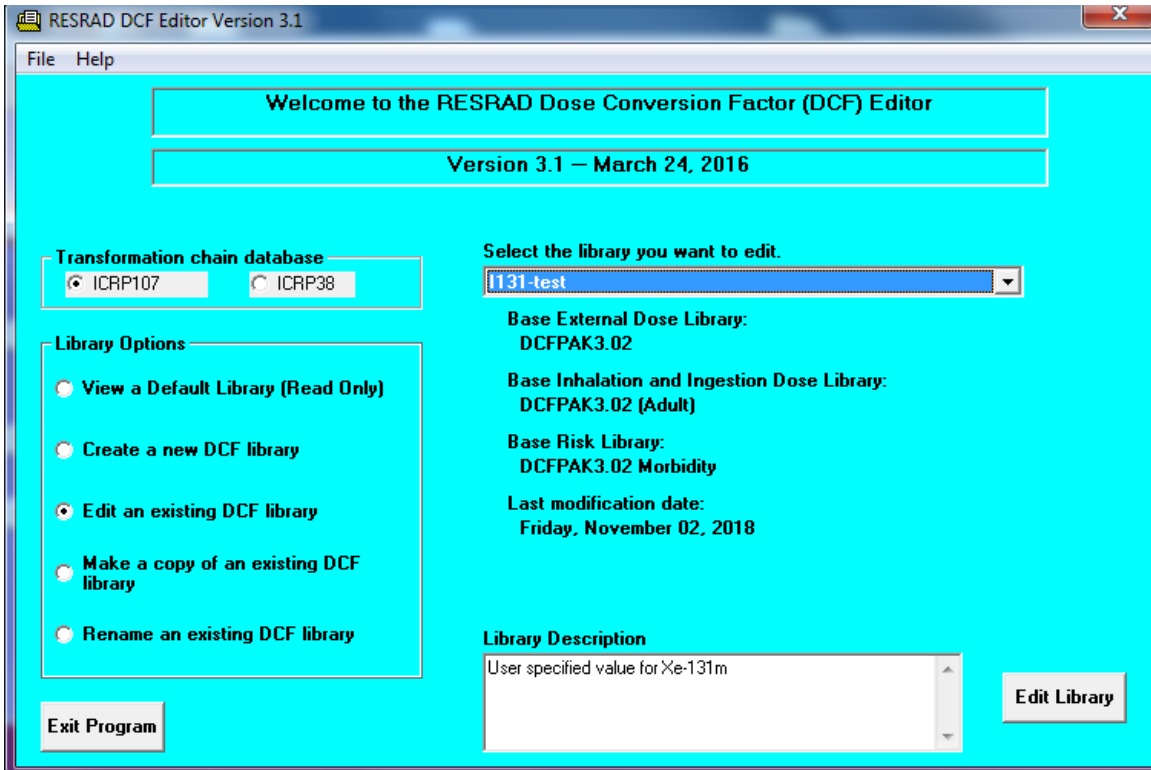 RESRAD DCF Editor Version 3.1
File Help
Welcome to the RESRAD Dose Conversion Factor (DCF) Editor
Version 3.1 — March 24, 2016
Transformation chain database
ICRP107 ICRP38
Library Options
View a Default Library (Read Only)
Create a new DCF library
Edit an existing DCF library
Make a copy of an existing DCF
library
Rename an existing DCF library
Exit Program
Select the library you want to edit.
I131-test
Base External Dose Library:
DCFPAK3.02
Base Inhalation and Ingestion Dose Library:
DCFPAK3.02 (Adult)
Base Risk Library:
DCFPAK3.02 Morbidity
Last modification date:
Friday, November 02, 2018
Library Description
User specified value for Xe-131m
Edit Library